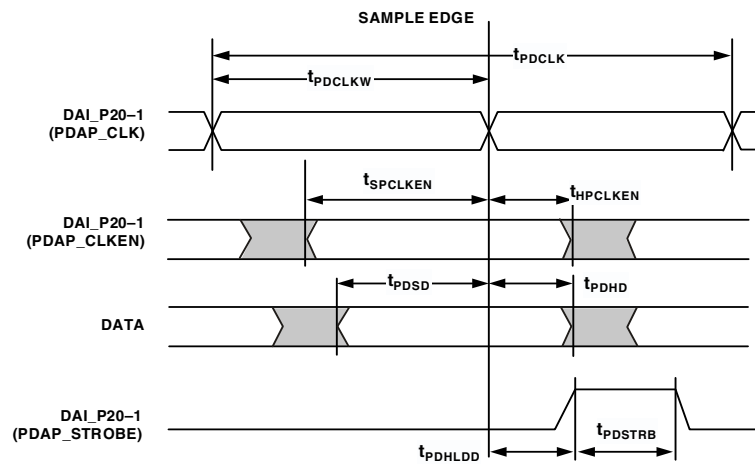 SAMPLE EDGE
tPDCLK
tPDCLKW
DAI_P20–1
(PDAP_CLK)
tSPCLKEN
tHPCLKEN
DAI_P20–1
(PDAP_CLKEN)
tPDSD
tPDHD
DATA
DAI_P20–1
(PDAP_STROBE)
tPDSTRB
tPDHLDD